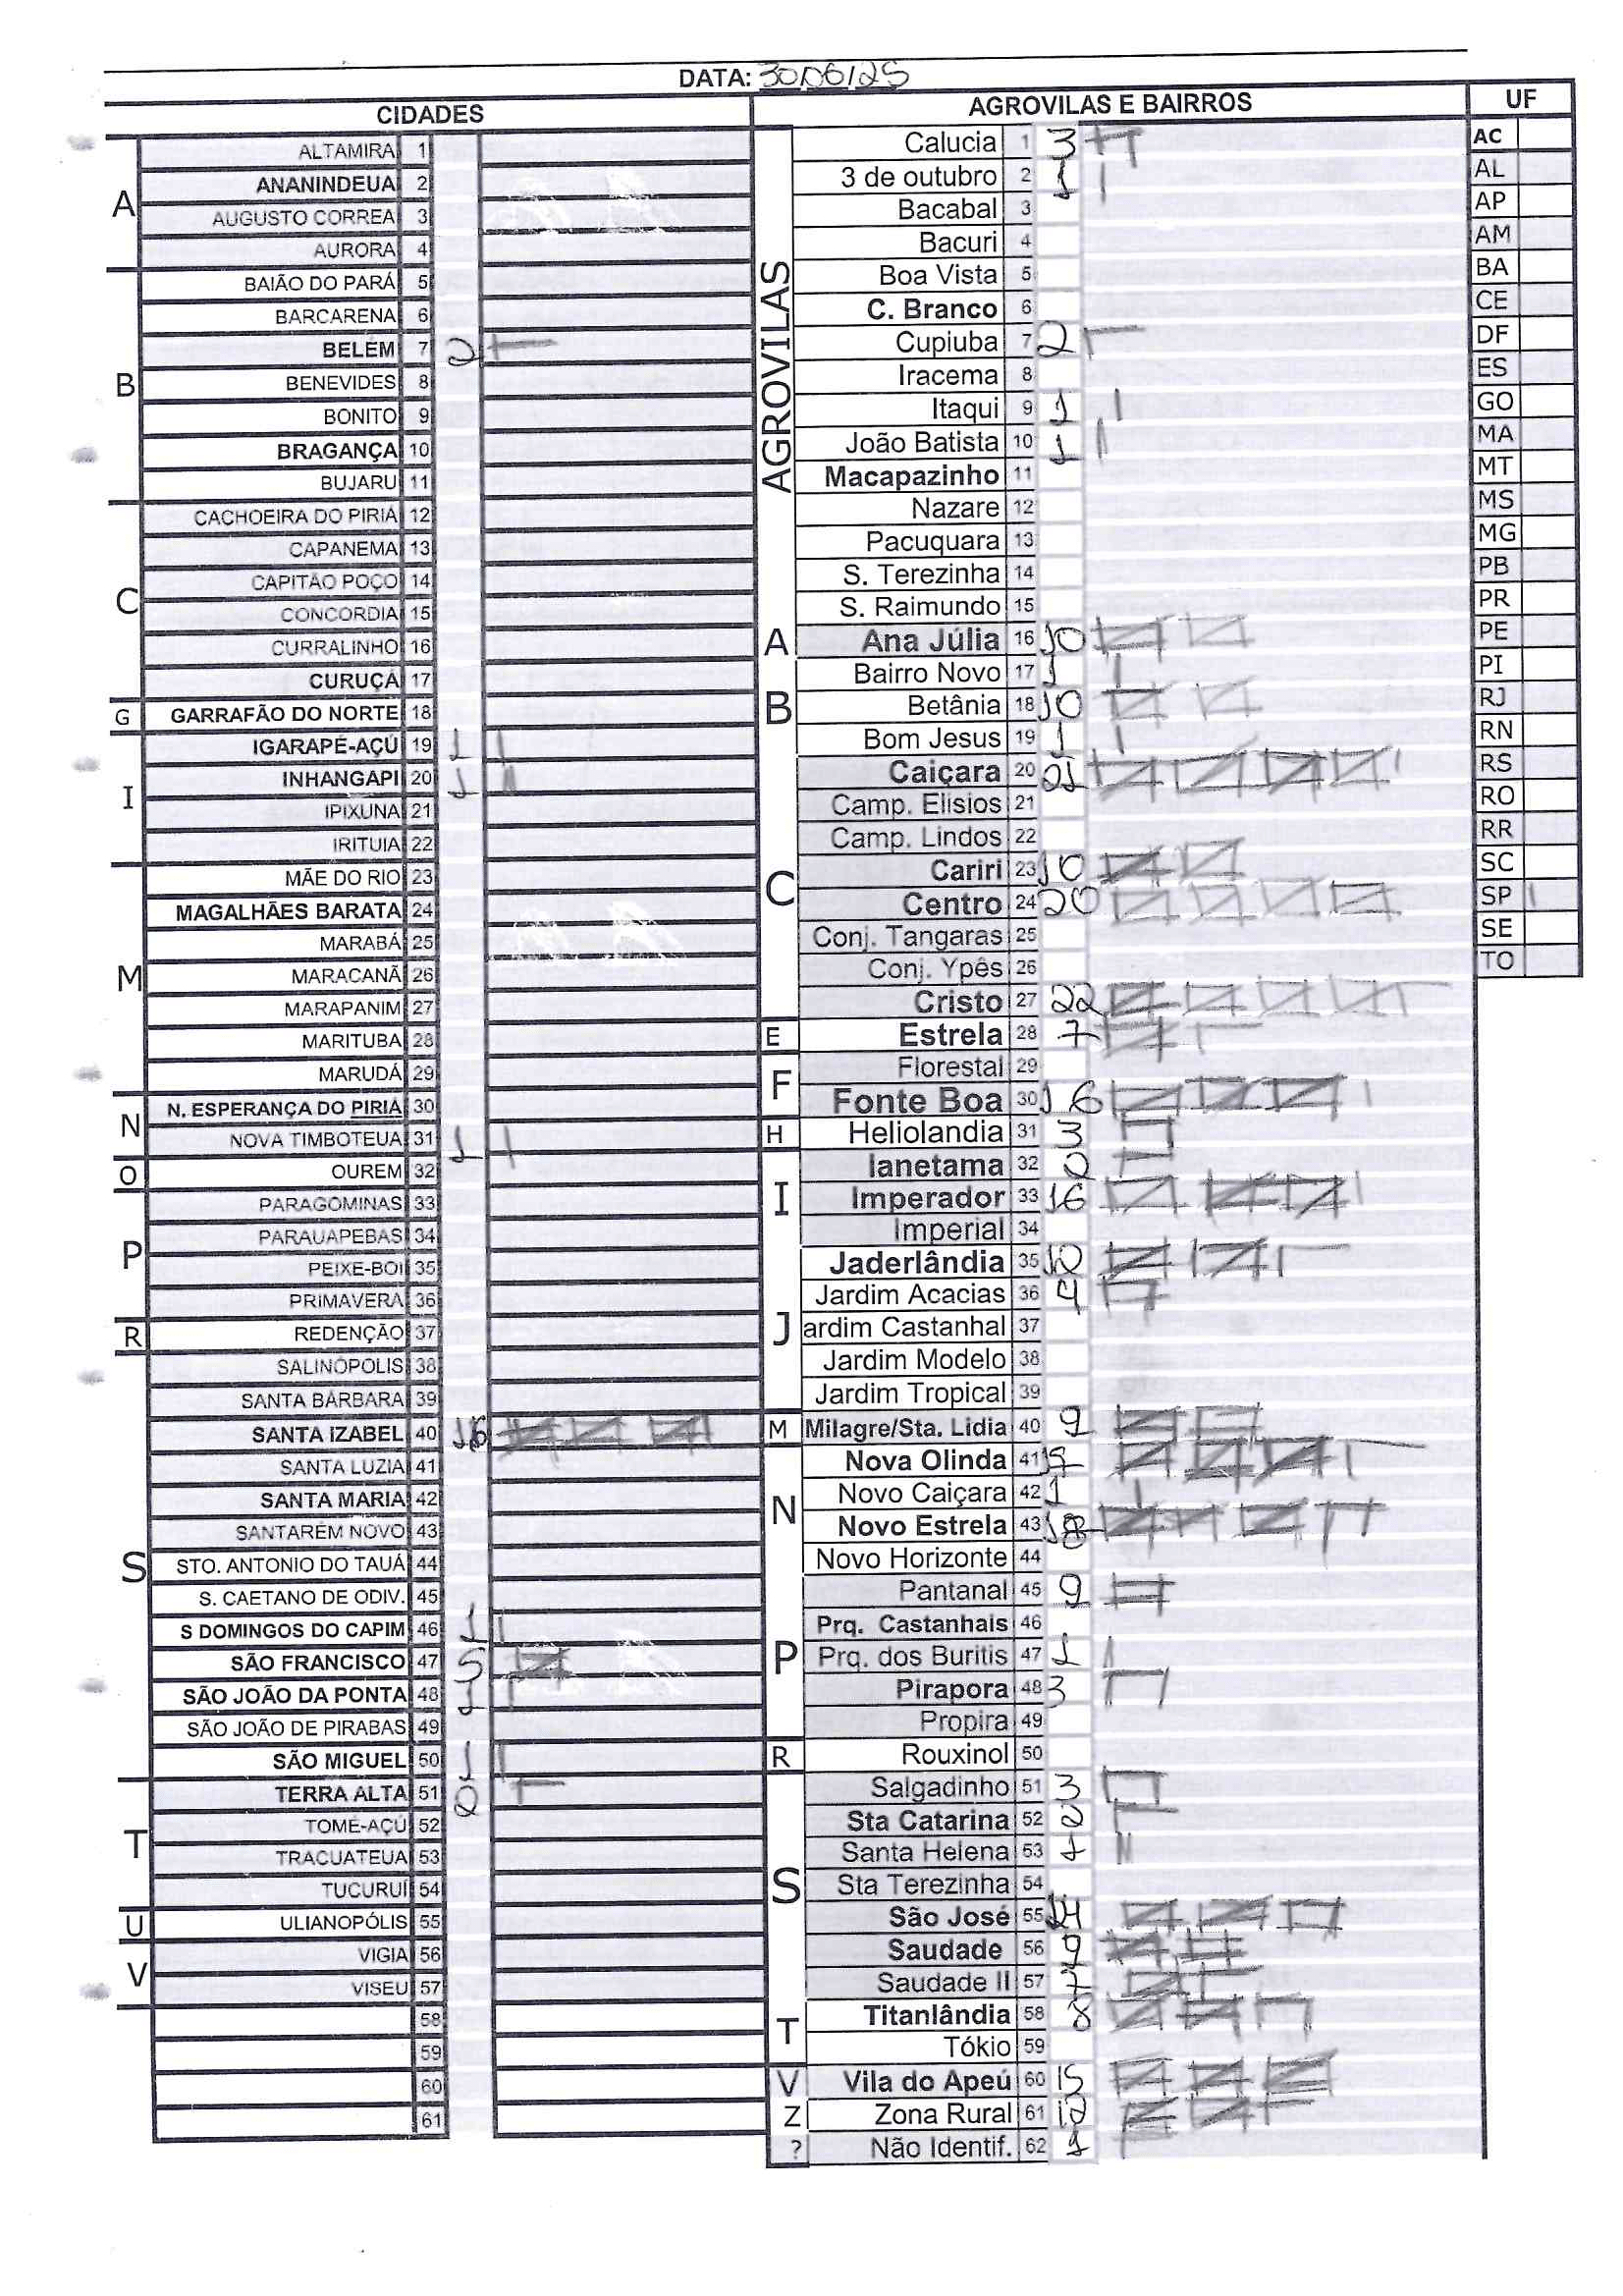 DATA: 30/06/25
CIDADES
A
ALTAMIRA 1
ANANINDEUA 2
AUGUSTO CORREA 3
AURORA 4
B
BAIÃO DO PARÁ 5
BARCARENA 6
BELÉM 7 2
BENEVIDES 8
BONITO 9
BRAGANÇA 10
BUJARU 11
C
CACHOEIRA DO PIRIÁ 12
CAPANEMA 13
CAPITÃO POÇO 14
CONCORDIA 15
CURRALINHO 16
CURUÇÁ 17
G
GARRAFÃO DO NORTE 18
I
IGARAPÉ-AÇÚ 19 1
INHANGAPI 20 1
IPIXUNA 21
IRITUIA 22
M
MÃE DO RIO 23
MAGALHÃES BARATA 24
MARABÁ 25
MARACANÃ 26
MARAPANIM 27
MARITUBA 28
MARUDÁ 29
N
N. ESPERANÇA DO PIRIÁ 30
NOVA TIMBOTEUA 31 1
O
OUREM 32
P
PARAGOMINAS 33
PARAUAPEBAS 34
PEIXE-BOI 35
PRIMAVERA 36
R
REDENÇÃO 37
S
SALINÓPOLIS 38
SANTA BÁRBARA 39
SANTA IZABEL 40
SANTA LUZIA 41
SANTA MARIA 42
SANTARÉM NOVO 43
STO. ANTONIO DO TAUÁ 44
S. CAETANO DE ODIV. 45
S DOMINGOS DO CAPIM 46 1
SÃO FRANCISCO 47 5
SÃO JOÃO DA PONTA 48 1
SÃO JOÃO DE PIRABAS 49
SÃO MIGUEL 50 1
T
TERRA ALTA 51 2
TOMÉ-AÇÚ 52
TRACUATEUA 53
TUCURUÍ 54
U
ULIANOPÓLIS 55
V
VIGIA 56
VISEU 57
58
59
60
61
AGROVILAS E BAIRROS
AGROVILAS
Calucia 1 3
3 de outubro 2 1
Bacabal 3
Bacuri 4
Boa Vista 5
C. Branco 6
Cupiuba 7 2
Iracema 8
Itaqui 9 1
João Batista 10 1
Macapazinho 11
Nazare 12
Pacuquara 13
S. Terezinha 14
S. Raimundo 15
A
Ana Júlia 16 10
B
Bairro Novo 17 1
Betânia 18 10
Bom Jesus 19 1
C
Caiçara 20 21
Camp. Elisios 21
Camp. Lindos 22
Cariri 23 10
Centro 24 20
Conj. Tangaras 25
Conj. Ypês 26
Cristo 27 22
E
Estrela 28 7
F
Florestal 29
Fonte Boa 30 16
H
Heliolandia 31 3
I
Ianetama 32 2
Imperador 33 16
Imperial 34
J
Jaderlândia 35 12
Jardim Acacias 36 4
ardim Castanhal 37
Jardim Modelo 38
Jardim Tropical 39
M
Milagre/Sta. Lidia 40 9
N
Nova Olinda 41
Novo Caiçara 42 1
Novo Estrela 43 18
Novo Horizonte 44
P
Pantanal 45 9
Prq. Castanhais 46
Prq. dos Buritis 47 1
Pirapora 48 3
Propira 49
R
Rouxinol 50
S
Salgadinho 51 3
Sta Catarina 52 2
Santa Helena 53 1
Sta Terezinha 54
São José 55 14
Saudade 56 9
Saudade II 57 7
T
Titanlândia 58 8
Tókio 59
V
Vila do Apeú 60 15
Z
Zona Rural 61 12
?
Não Identif. 62
UF
AC
AL
AP
AM
BA
CE
DF
ES
GO
MA
MT
MS
MG
PB
PR
PE
PI
RJ
RN
RS
RO
RR
SC
SP 1
SE
TO